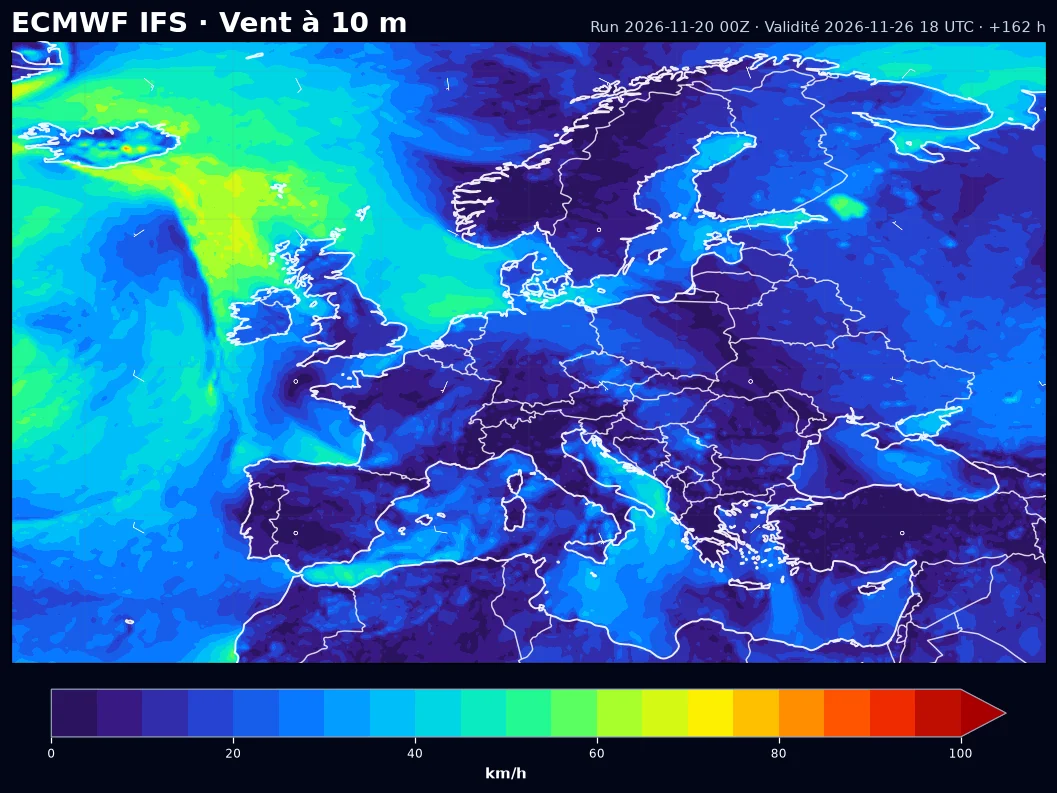 ECMWF IFS · Vent à 10 m
Run 2026-11-20 00Z · Validité 2026-11-26 18 UTC · +162 h
0 20 40 60 80 100
km/h